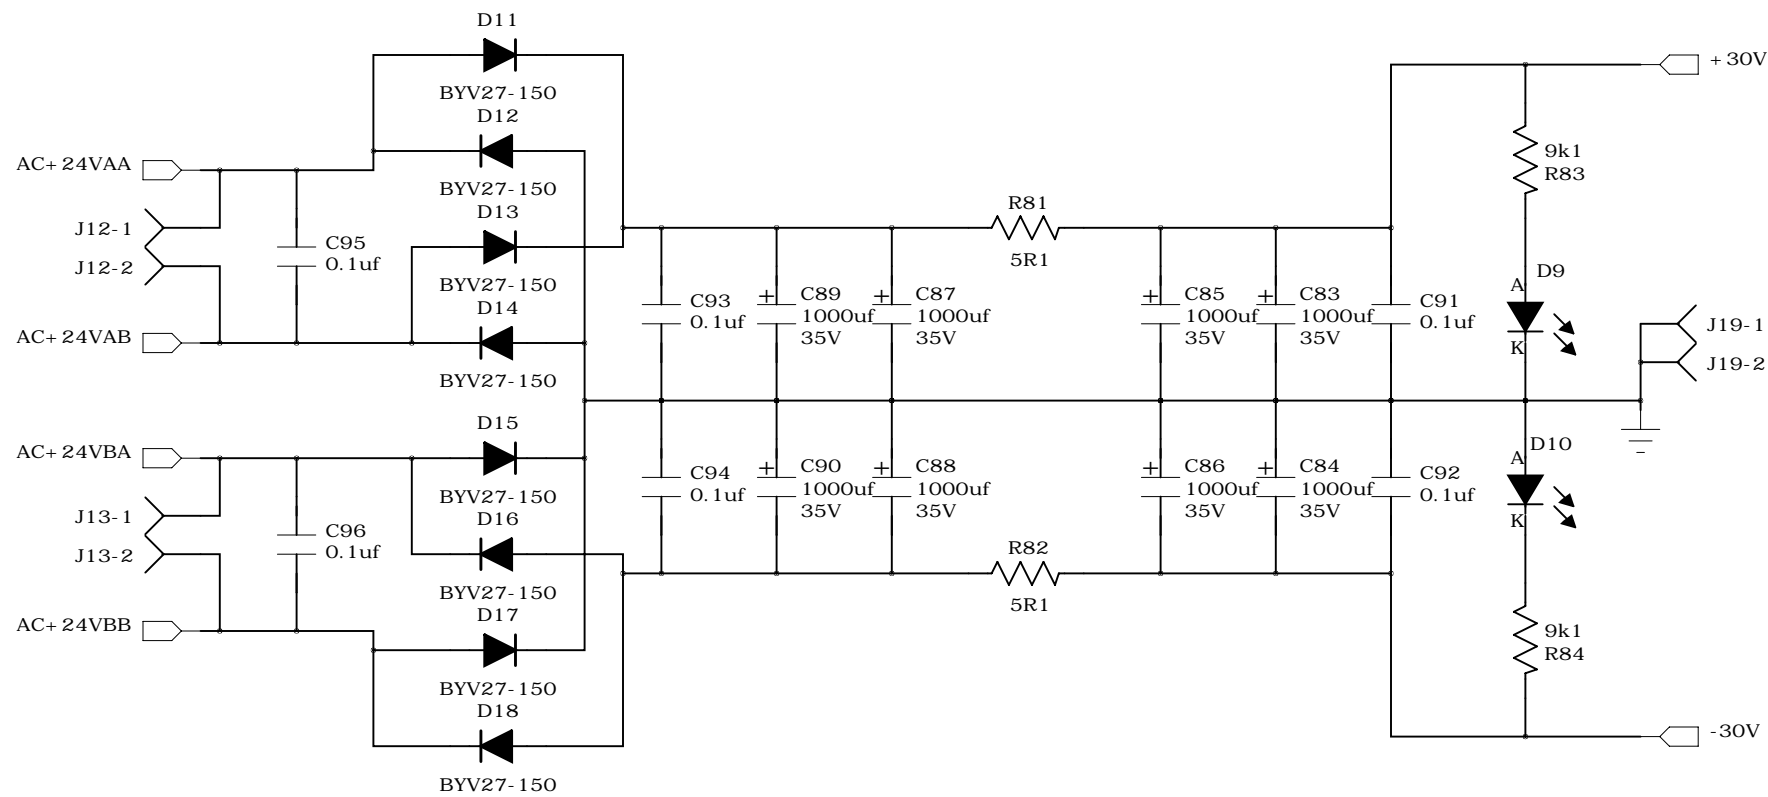 D11
BYV27-150
D12
BYV27-150
D13
BYV27-150
D14
BYV27-150
D15
BYV27-150
D16
BYV27-150
D17
BYV27-150
D18
BYV27-150
AC+24VAA
J12-1
J12-2
AC+24VAB
C95
0.1uf
AC+24VBA
J13-1
J13-2
AC+24VBB
C96
0.1uf
R81
5R1
C93
0.1uf
+
C89
1000uf
35V
+
C87
1000uf
35V
+
C85
1000uf
35V
+
C83
1000uf
35V
C91
0.1uf
C94
0.1uf
+
C90
1000uf
35V
+
C88
1000uf
35V
+
C86
1000uf
35V
+
C84
1000uf
35V
C92
0.1uf
R82
5R1
+30V
9k1
R83
D9
A
K
J19-1
J19-2
D10
A
K
9k1
R84
-30V